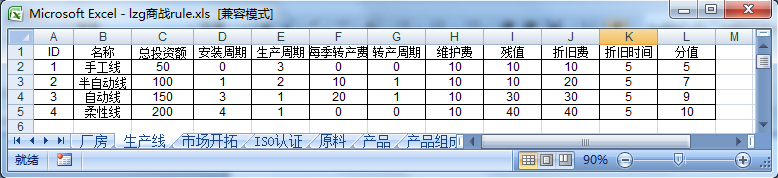 Microsoft Excel - lzg商战rule.xls [兼容模式]
A B C D E F G H I J K L M
1 ID 名称 总投资额 安装周期 生产周期 每季转产费 转产周期 维护费 残值 折旧费 折旧时间 分值
2 1 手工线 50 0 3 0 0 10 10 10 5 5
3 2 半自动线 100 1 2 10 1 10 10 20 5 7
4 3 自动线 150 3 1 20 1 10 30 30 5 9
5 4 柔性线 200 4 1 0 0 10 40 40 5 10
6
厂房 生产线 市场开拓 ISO认证 原料 产品 产品组成
就绪 90%